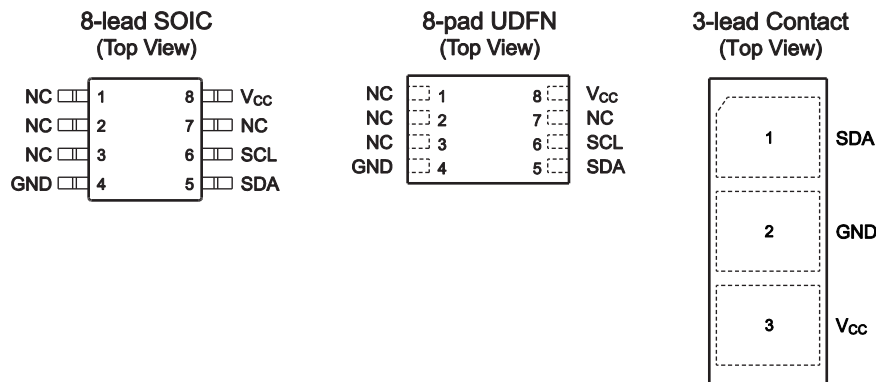 8-lead SOIC
(Top View)
NC 1 8 VCC
NC 2 7 NC
NC 3 6 SCL
GND 4 5 SDA
8-pad UDFN
(Top View)
NC 1 8 VCC
NC 2 7 NC
NC 3 6 SCL
GND 4 5 SDA
3-lead Contact
(Top View)
1 SDA
2 GND
3 VCC